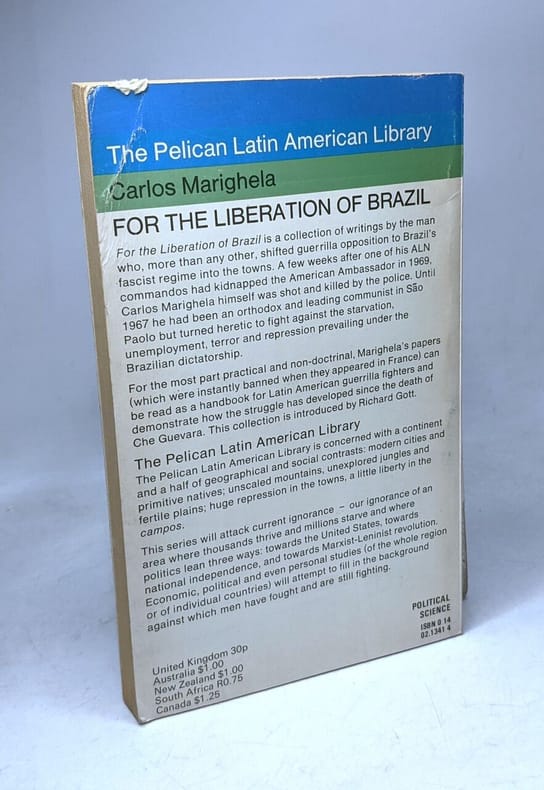 The Pelican Latin American Library
Carlos Marighela
FOR THE LIBERATION OF BRAZIL
For the Liberation of Brazil is a collection of writings by the man
who, more than any other, shifted guerrilla opposition to Brazil's
fascist regime into the towns. A few weeks after one of his ALN
commandos had kidnapped the American Ambassador in 1969,
Carlos Marighela himself was shot and killed by the police. Until
1967 he had been an orthodox and leading communist in São
Paolo but turned heretic to fight against the starvation,
unemployment, terror and repression prevailing under the
Brazilian dictatorship.
For the most part practical and non-doctrinal, Marighela's papers
(which were instantly banned when they appeared in France) can
be read as a handbook for Latin American guerrilla fighters and
demonstrate how the struggle has developed since the death of
Che Guevara. This collection is introduced by Richard Gott.
The Pelican Latin American Library
The Pelican Latin American Library is concerned with a continent
and a half of geographical and social contrasts: modern cities and
primitive natives; unscaled mountains, unexplored jungles and
fertile plains; huge repression in the towns, a little liberty in the
campos.
This series will attack current ignorance – our ignorance of an
area where thousands thrive and millions starve and where
politics lean three ways: towards the United States, towards
national independence, and towards Marxist-Leninist revolution.
Economic, political and even personal studies (of the whole region
or of individual countries) will attempt to fill in the background
against which men have fought and are still fighting.
POLITICAL
SCIENCE
ISBN 0 14
02.1341 4
United Kingdom 30p
Australia $1.00
New Zealand $1.00
South Africa R0.75
Canada $1.25